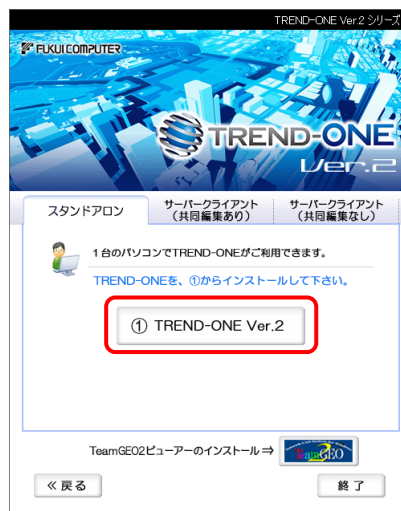 TREND-ONE Ver.2 シリーズ
FUKUI COMPUTER
TREND-ONE
Ver.2
スタンドアロン
サーバークライアント
（共同編集あり）
サーバークライアント
（共同編集なし）
1台のパソコンでTREND-ONEがご利用できます。
TREND-ONEを、①からインストールして下さい。
① TREND-ONE Ver.2
TeamGEO2ビューアーのインストール⇒
TeamGEO
≪戻る
終 了